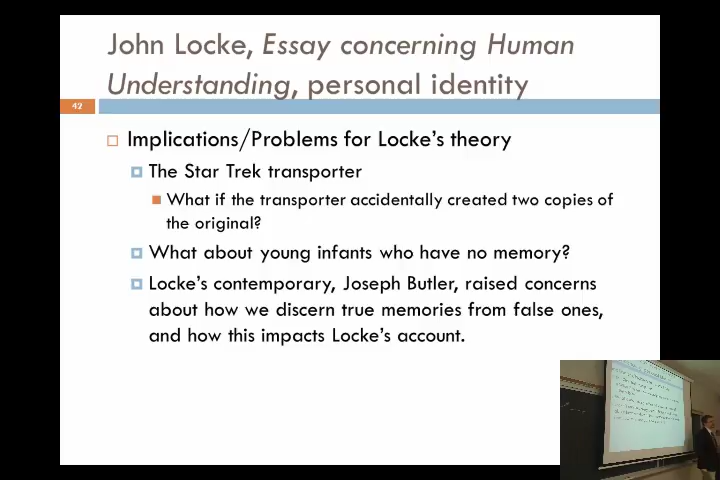 John Locke, Essay concerning Human
Understanding, personal identity
42
Implications/Problems for Locke's theory
The Star Trek transporter
What if the transporter accidentally created two copies of
the original?
What about young infants who have no memory?
Locke's contemporary, Joseph Butler, raised concerns
about how we discern true memories from false ones,
and how this impacts Locke's account.